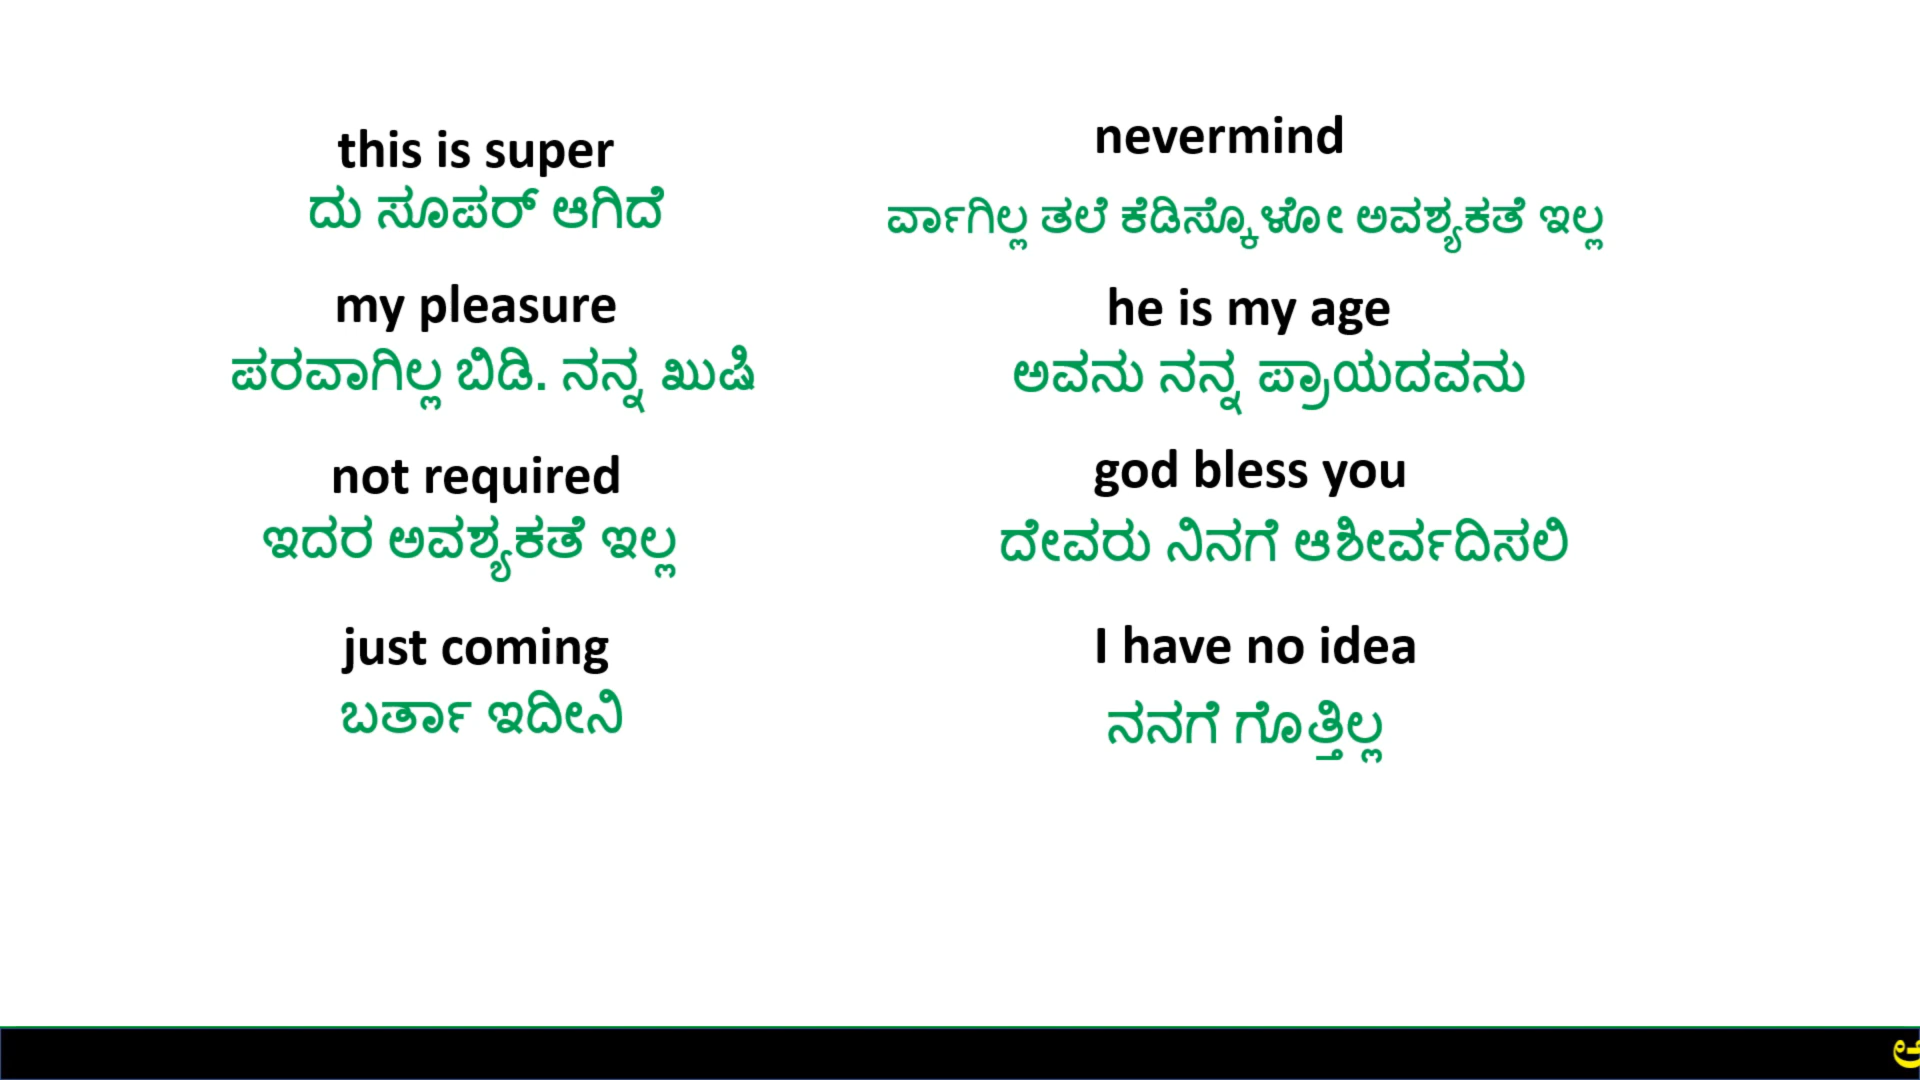 this is super
ದು ಸೂಪರ್ ಆಗಿದೆ
my pleasure
ಪರವಾಗಿಲ್ಲ ಬಿಡಿ. ನನ್ನ ಖುಷಿ
not required
ಇದರ ಅವಶ್ಯಕತೆ ಇಲ್ಲ
just coming
ಬರ್ತಾ ಇದೀನಿ
nevermind
ರ್ವಾಗಿಲ್ಲ ತಲೆ ಕೆಡಿಸ್ಕೊಳೋ ಅವಶ್ಯಕತೆ ಇಲ್ಲ
he is my age
ಅವನು ನನ್ನ ಪ್ರಾಯದವನು
god bless you
ದೇವರು ನಿನಗೆ ಆಶೀರ್ವದಿಸಲಿ
I have no idea
ನನಗೆ ಗೊತ್ತಿಲ್ಲ